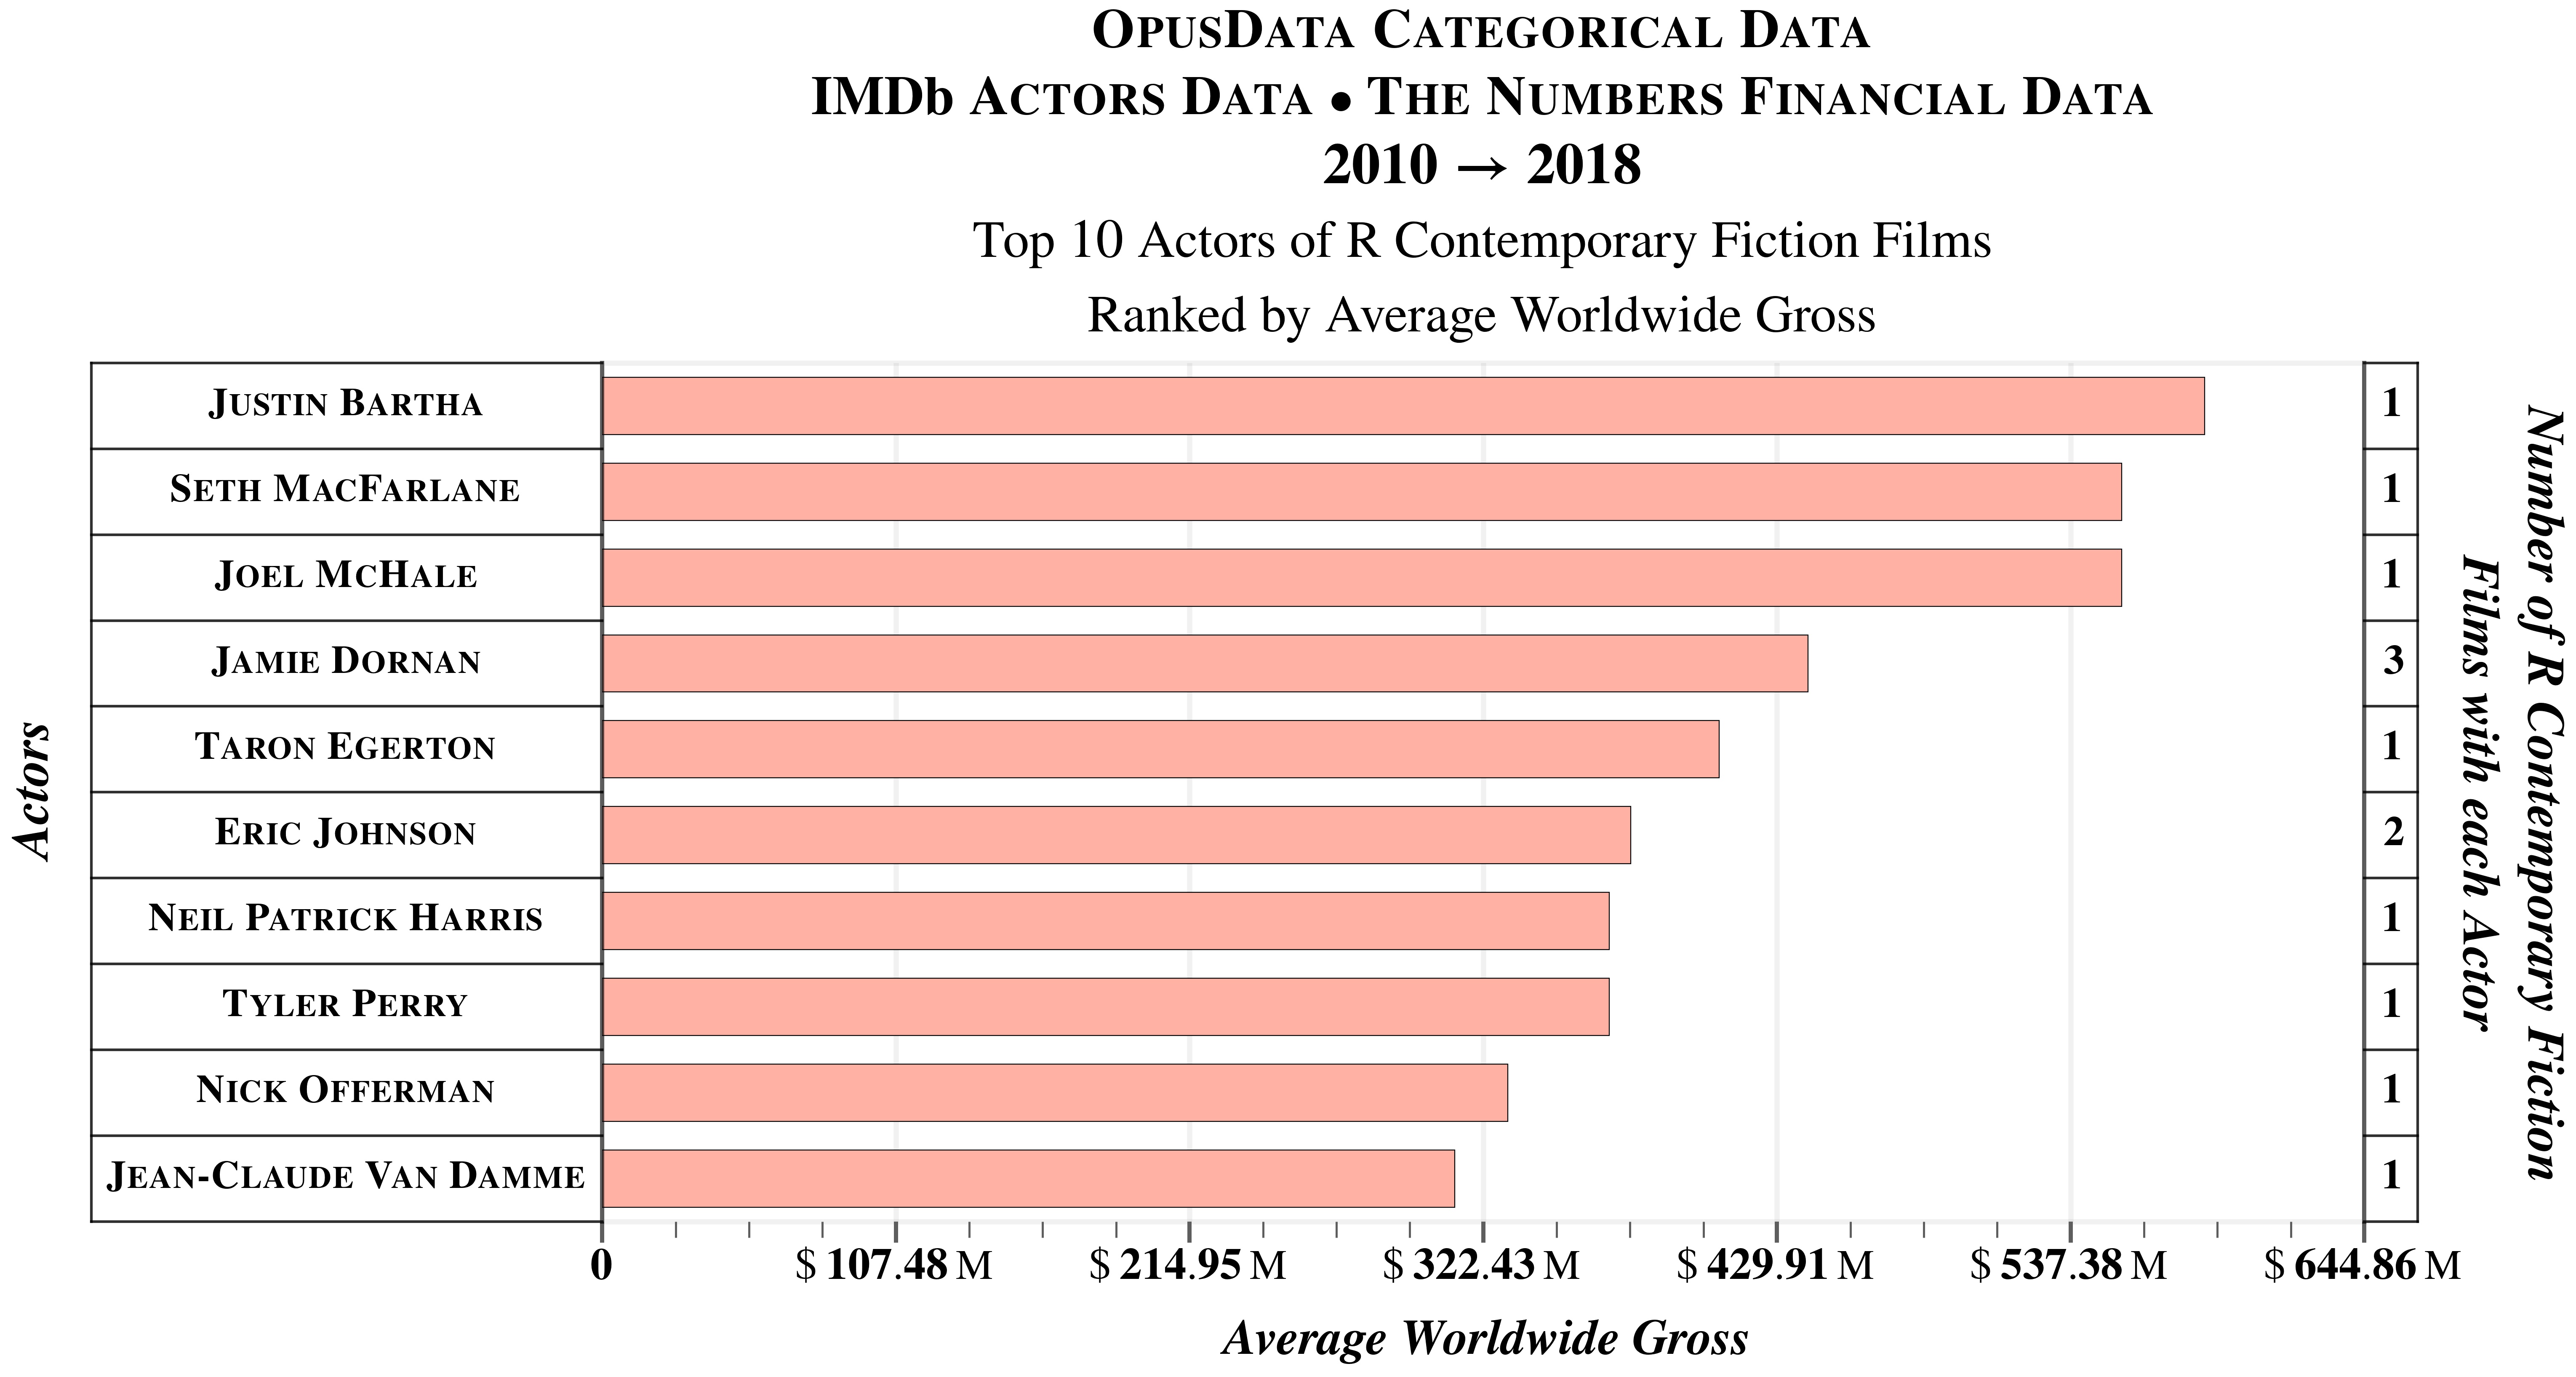 OPUSDATA CATEGORICAL DATA
IMDb ACTORS DATA • THE NUMBERS FINANCIAL DATA
2010 → 2018
Top 10 Actors of R Contemporary Fiction Films
Ranked by Average Worldwide Gross
Actors
JUSTIN BARTHA 1
SETH MACFARLANE 1
JOEL MCHALE 1
JAMIE DORNAN 3
TARON EGERTON 1
ERIC JOHNSON 2
NEIL PATRICK HARRIS 1
TYLER PERRY 1
NICK OFFERMAN 1
JEAN-CLAUDE VAN DAMME 1
Number of R Contemporary Fiction
Films with each Actor
0 $ 107.48 M $ 214.95 M $ 322.43 M $ 429.91 M $ 537.38 M $ 644.86 M
Average Worldwide Gross